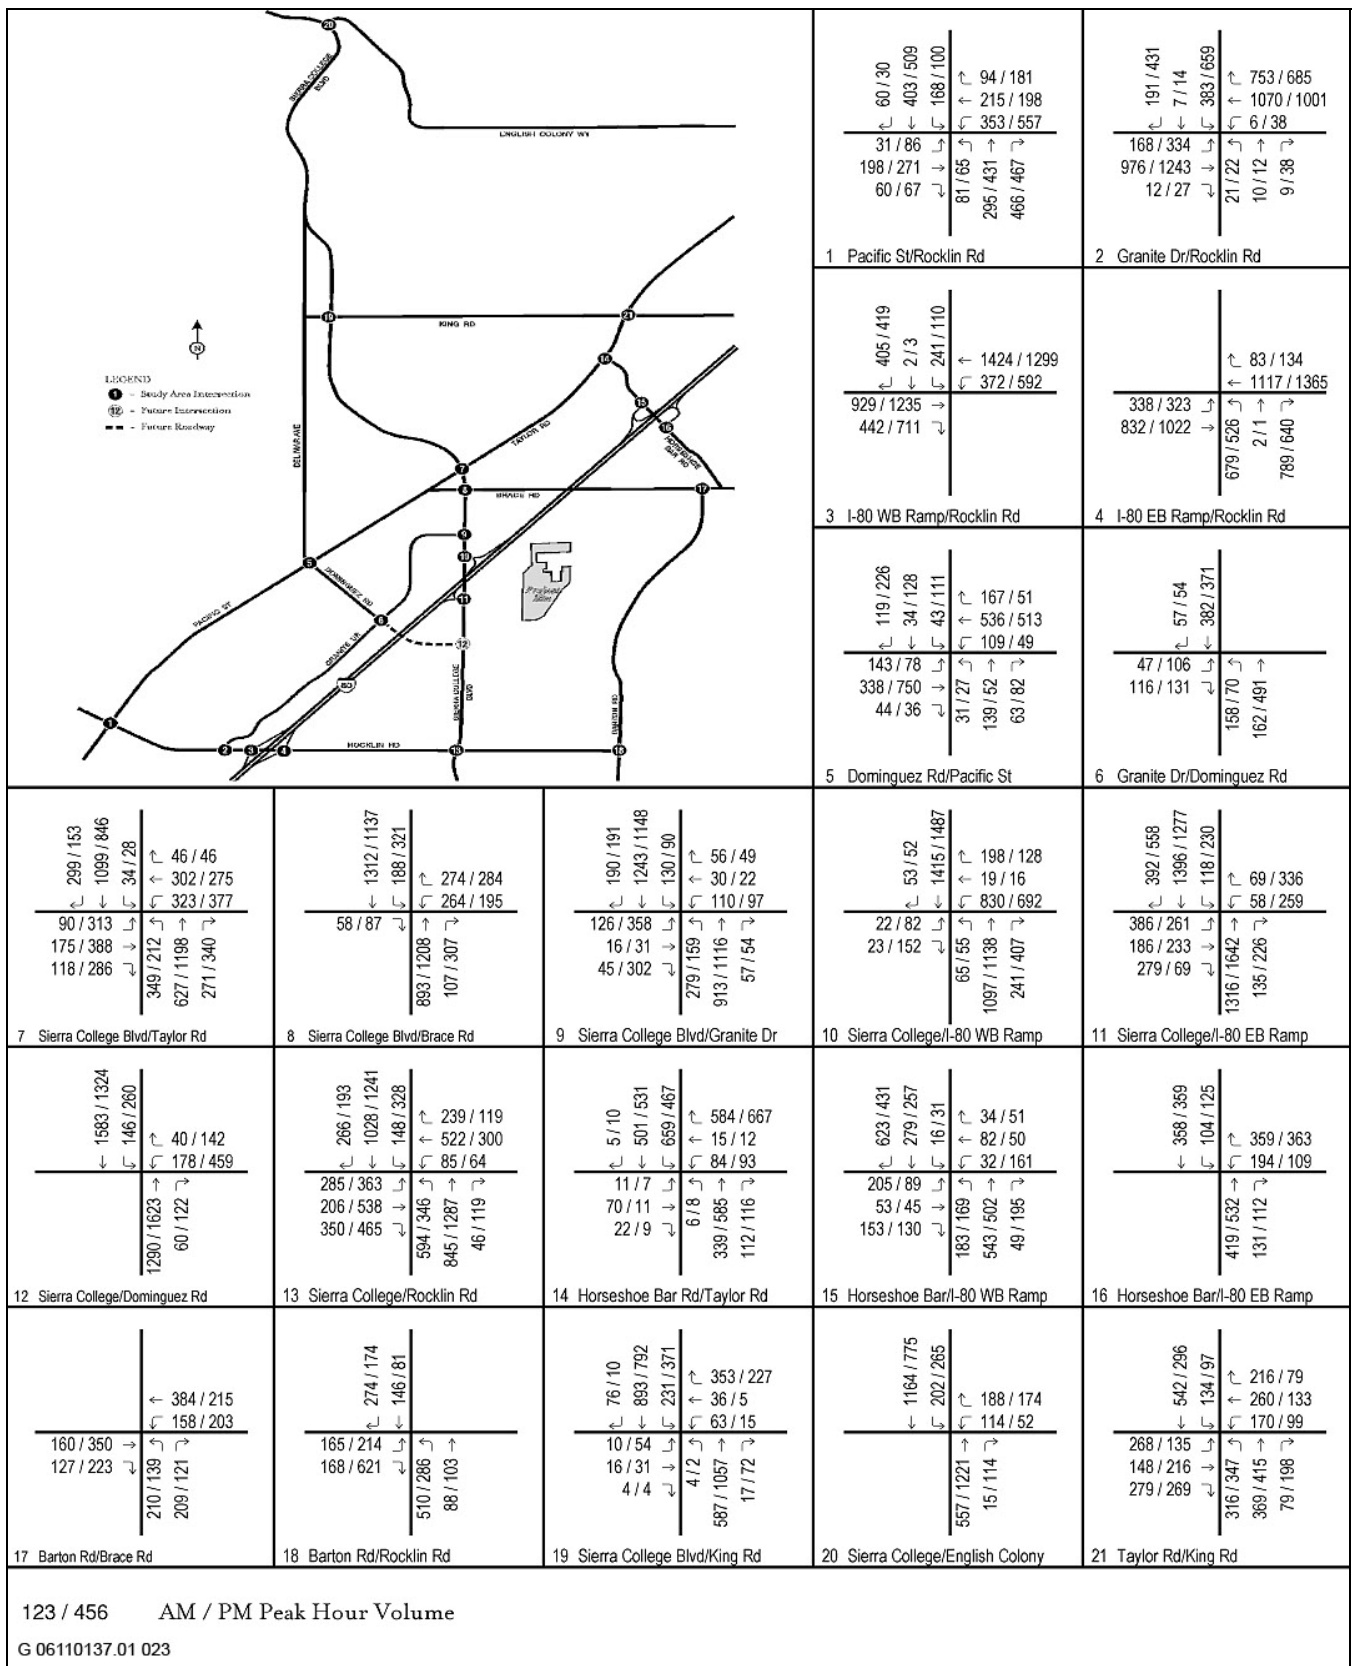 20
SIERRA COLLEGE
BLVD
ENGLISH COLONY WY
19
KING RD
21
N
LEGEND
1 - Study Area Intersection
12 - Future Intersection
- Future Roadway
14
15
16
HORSESHOE
BAR RD
TAYLOR RD
DEL MAR AVE
7
8
BRACE RD
17
9
10
11
5
DOMINGUEZ RD
PACIFIC ST
6
12
GRANITE DR
80
SIERRA COLLEGE
BLVD
1
2
3
4
ROCKLIN RD
13
18
60 / 30
403 / 509
168 / 100
94 / 181
215 / 198
353 / 557
31 / 86
198 / 271
60 / 67
81 / 65
295 / 431
466 / 467
1 Pacific St/Rocklin Rd
191 / 431
7 / 14
383 / 659
753 / 685
1070 / 1001
6 / 38
168 / 334
976 / 1243
12 / 27
21 / 22
10 / 12
9 / 38
2 Granite Dr/Rocklin Rd
405 / 419
2 / 3
241 / 110
1424 / 1299
372 / 592
929 / 1235
442 / 711
3 I-80 WB Ramp/Rocklin Rd
83 / 134
1117 / 1365
338 / 323
832 / 1022
679 / 526
2 / 1
789 / 640
4 I-80 EB Ramp/Rocklin Rd
119 / 226
34 / 128
43 / 111
167 / 51
536 / 513
109 / 49
143 / 78
338 / 750
44 / 36
31 / 27
139 / 52
63 / 82
5 Dominguez Rd/Pacific St
57 / 54
382 / 371
47 / 106
116 / 131
158 / 70
162 / 491
6 Granite Dr/Dominguez Rd
299 / 153
1099 / 846
34 / 28
46 / 46
302 / 275
323 / 377
90 / 313
175 / 388
118 / 286
349 / 212
627 / 1198
271 / 340
7 Sierra College Blvd/Taylor Rd
1312 / 1137
188 / 321
274 / 284
264 / 195
58 / 87
893 / 1208
107 / 307
8 Sierra College Blvd/Brace Rd
190 / 191
1243 / 1148
130 / 90
56 / 49
30 / 22
110 / 97
126 / 358
16 / 31
45 / 302
279 / 159
913 / 1116
57 / 54
9 Sierra College Blvd/Granite Dr
53 / 52
1415 / 1487
198 / 128
19 / 16
830 / 692
22 / 82
23 / 152
65 / 55
1097 / 1138
241 / 407
10 Sierra College/I-80 WB Ramp
392 / 558
1396 / 1277
118 / 230
69 / 336
58 / 259
386 / 261
186 / 233
279 / 69
1316 / 1642
135 / 226
11 Sierra College/I-80 EB Ramp
1583 / 1324
146 / 260
40 / 142
178 / 459
1290 / 1623
60 / 122
12 Sierra College/Dominguez Rd
266 / 193
1028 / 1241
148 / 328
239 / 119
522 / 300
85 / 64
285 / 363
206 / 538
350 / 465
594 / 346
845 / 1287
46 / 119
13 Sierra College/Rocklin Rd
5 / 10
501 / 531
659 / 467
584 / 667
15 / 12
84 / 93
11 / 7
70 / 11
22 / 9
6 / 8
339 / 585
112 / 116
14 Horseshoe Bar Rd/Taylor Rd
623 / 431
279 / 257
16 / 31
34 / 51
82 / 50
32 / 161
205 / 89
53 / 45
153 / 130
183 / 169
543 / 502
49 / 195
15 Horseshoe Bar/I-80 WB Ramp
358 / 359
104 / 125
359 / 363
194 / 109
419 / 532
131 / 112
16 Horseshoe Bar/I-80 EB Ramp
384 / 215
158 / 203
160 / 350
127 / 223
210 / 139
209 / 121
17 Barton Rd/Brace Rd
274 / 174
146 / 81
165 / 214
168 / 621
510 / 286
88 / 103
18 Barton Rd/Rocklin Rd
76 / 10
893 / 792
231 / 371
353 / 227
36 / 5
63 / 15
10 / 54
16 / 31
4 / 4
4 / 2
587 / 1057
17 / 72
19 Sierra College Blvd/King Rd
1164 / 775
202 / 265
188 / 174
114 / 52
557 / 1221
15 / 114
20 Sierra College/English Colony
542 / 296
134 / 97
216 / 79
260 / 133
170 / 99
268 / 135
148 / 216
279 / 269
316 / 347
369 / 415
79 / 198
21 Taylor Rd/King Rd
123 / 456 AM / PM Peak Hour Volume
G 06110137.01 023